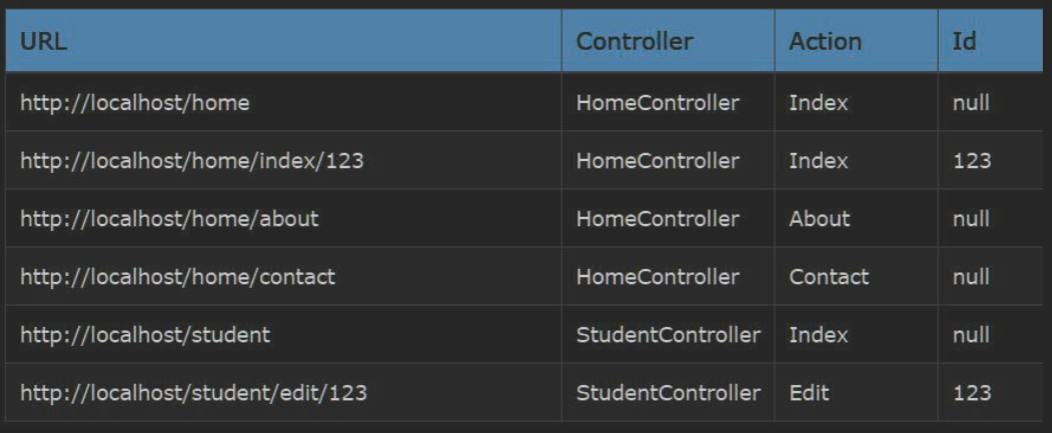 URL Controller Action Id
http://localhost/home HomeController Index null
http://localhost/home/index/123 HomeController Index 123
http://localhost/home/about HomeController About null
http://localhost/home/contact HomeController Contact null
http://localhost/student StudentController Index null
http://localhost/student/edit/123 StudentController Edit 123